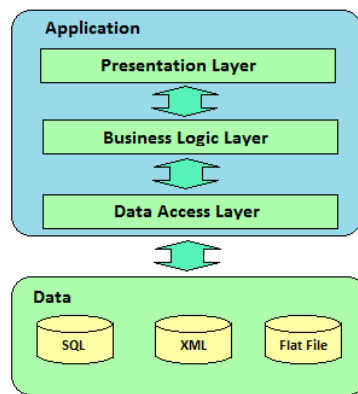 Application
Presentation Layer
Business Logic Layer
Data Access Layer
Data
SQL
XML
Flat File